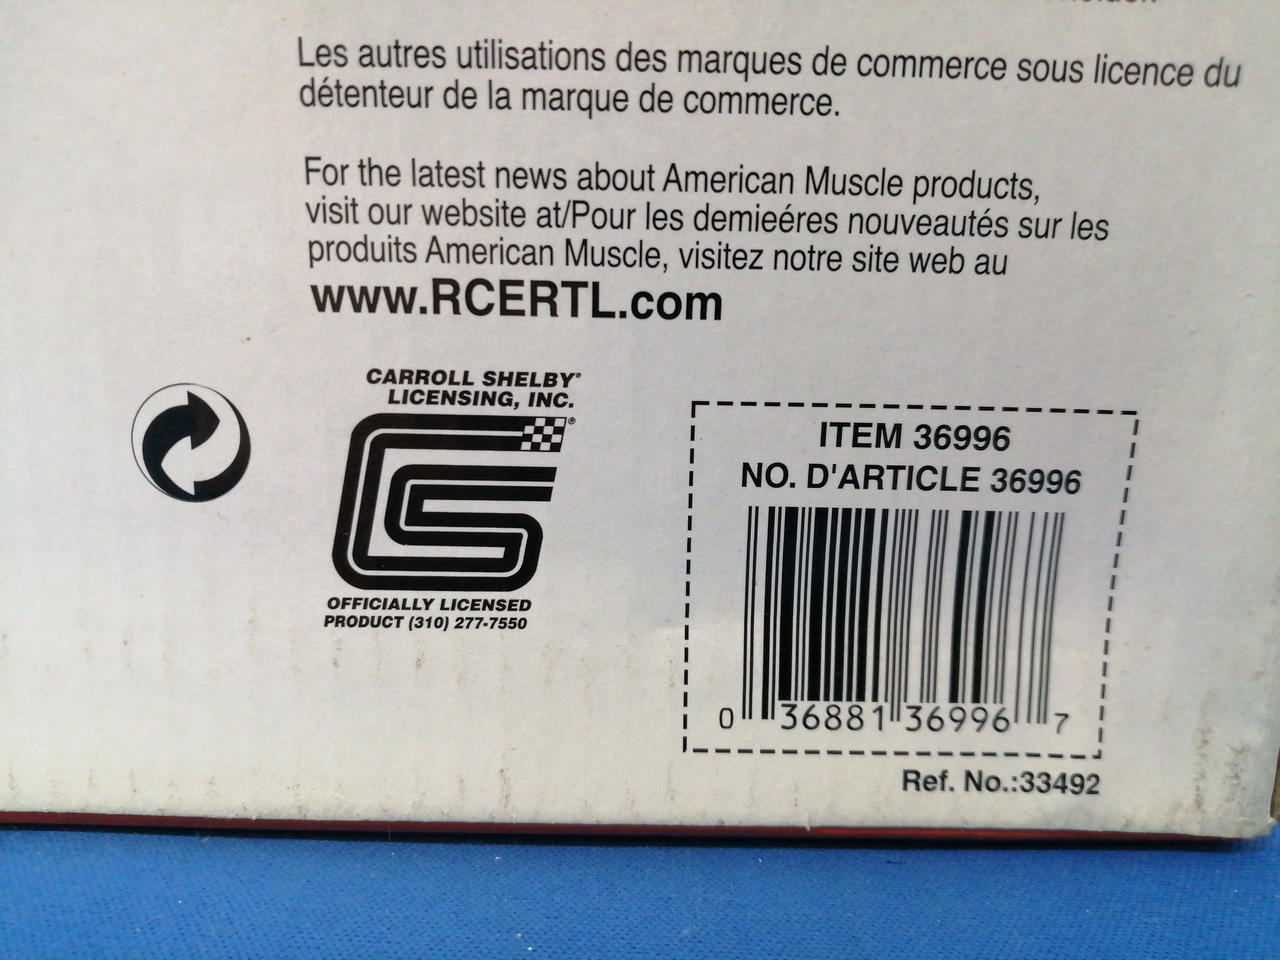 Les autres utilisations des marques de commerce sous licence du
détenteur de la marque de commerce.
For the latest news about American Muscle products,
visit our website at/Pour les demieéres nouveautés sur les
produits American Muscle, visitez notre site web au
www.RCERTL.com
CARROLL SHELBY®
LICENSING, INC.
®
OFFICIALLY LICENSED
PRODUCT (310) 277-7550
ITEM 36996
NO. D'ARTICLE 36996
0 36881 36996 7
Ref. No.:33492